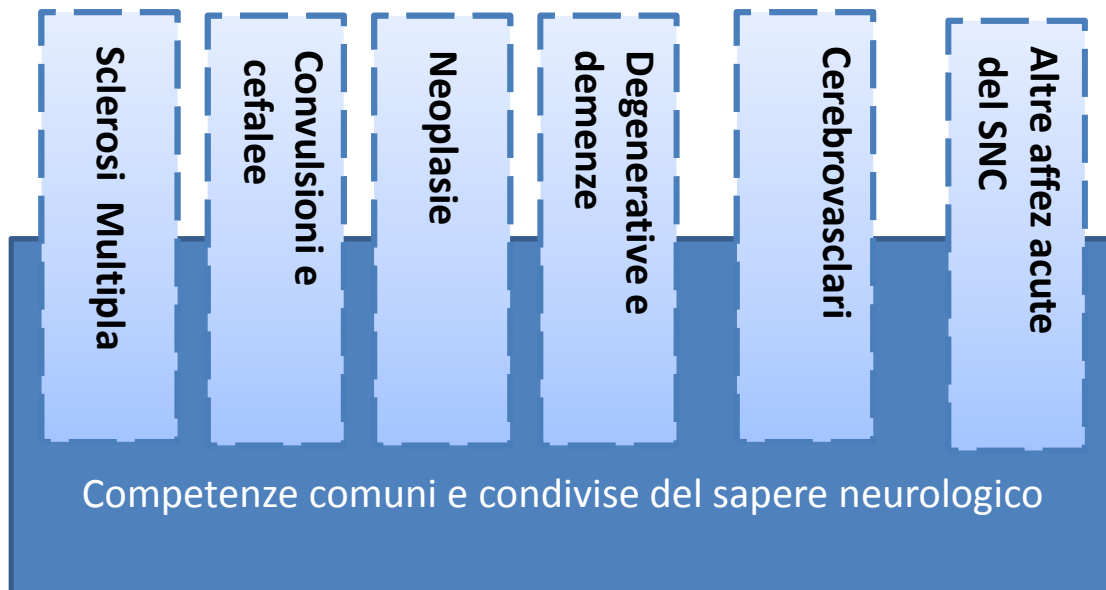 Sclerosi Multipla
Convulsioni e
cefalee
Neoplasie
Degenerative e
demenze
Cerebrovasclari
Altre affez acute
del SNC
Competenze comuni e condivise del sapere neurologico